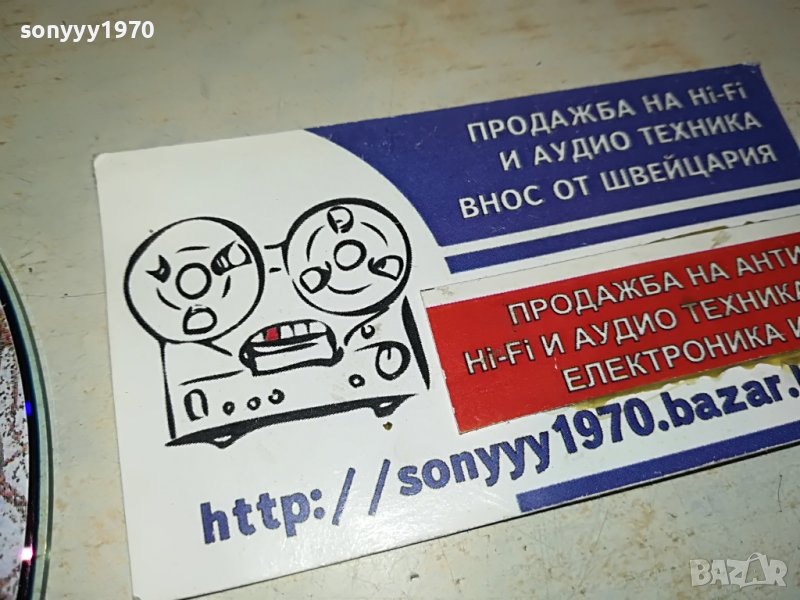 sonyyy1970
ПРОДАЖБА НА Hi-Fi
И АУДИО ТЕХНИКА
ВНОС ОТ ШВЕЙЦАРИЯ
ПРОДАЖБА НА АНТИ
Hi-Fi И АУДИО ТЕХНИКА
ЕЛЕКТРОНИКА И
http://sonyyy1970.bazar.
BAZAR